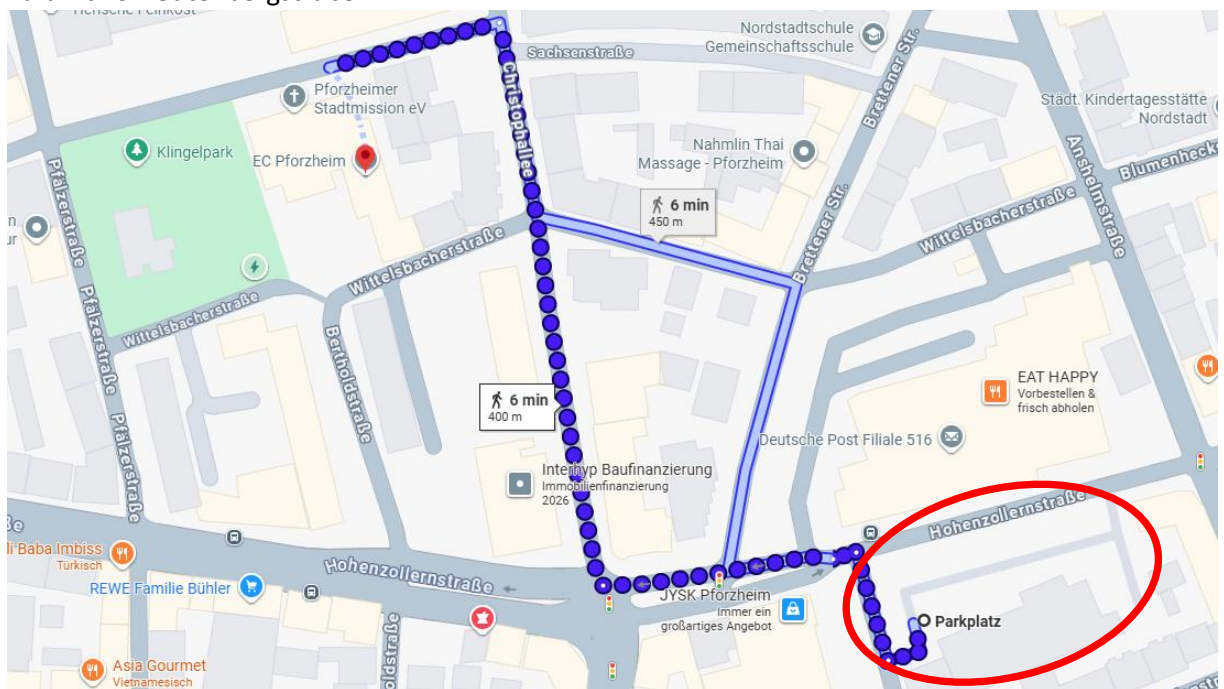 Nordstadtschule
Gemeinschaftsschule
Sachsenstraße
Brettener Str.
Christophallee
Pforzheimer
Stadtmission eV
Städt. Kindertagesstätte
Nordstadt
Klingelpark
EC Pforzheim
Nahmlin Thai
Massage - Pforzheim
Anshelmstraße
Pfälzerstraße
6 min
450 m
Wittelsbacherstraße
Wittelsbacherstraße
Brettener Str.
Pfälzerstraße
Wittelsbacherstraße
Bertholdstraße
EAT HAPPY
Vorbestellen &
frisch abholen
6 min
400 m
Pfälzerstraße
Deutsche Post Filiale 516
Interhyp Baufinanzierung
Immobilienfinanzierung
2026
Hohenzollernstraße
Baba Imbiss
Türkisch
Hohenzollernstraße
REWE Familie Bühler
JYSK Pforzheim
Immer ein
großartiges Angebot
Parkplatz
Asia Gourmet
Vietnamesisch